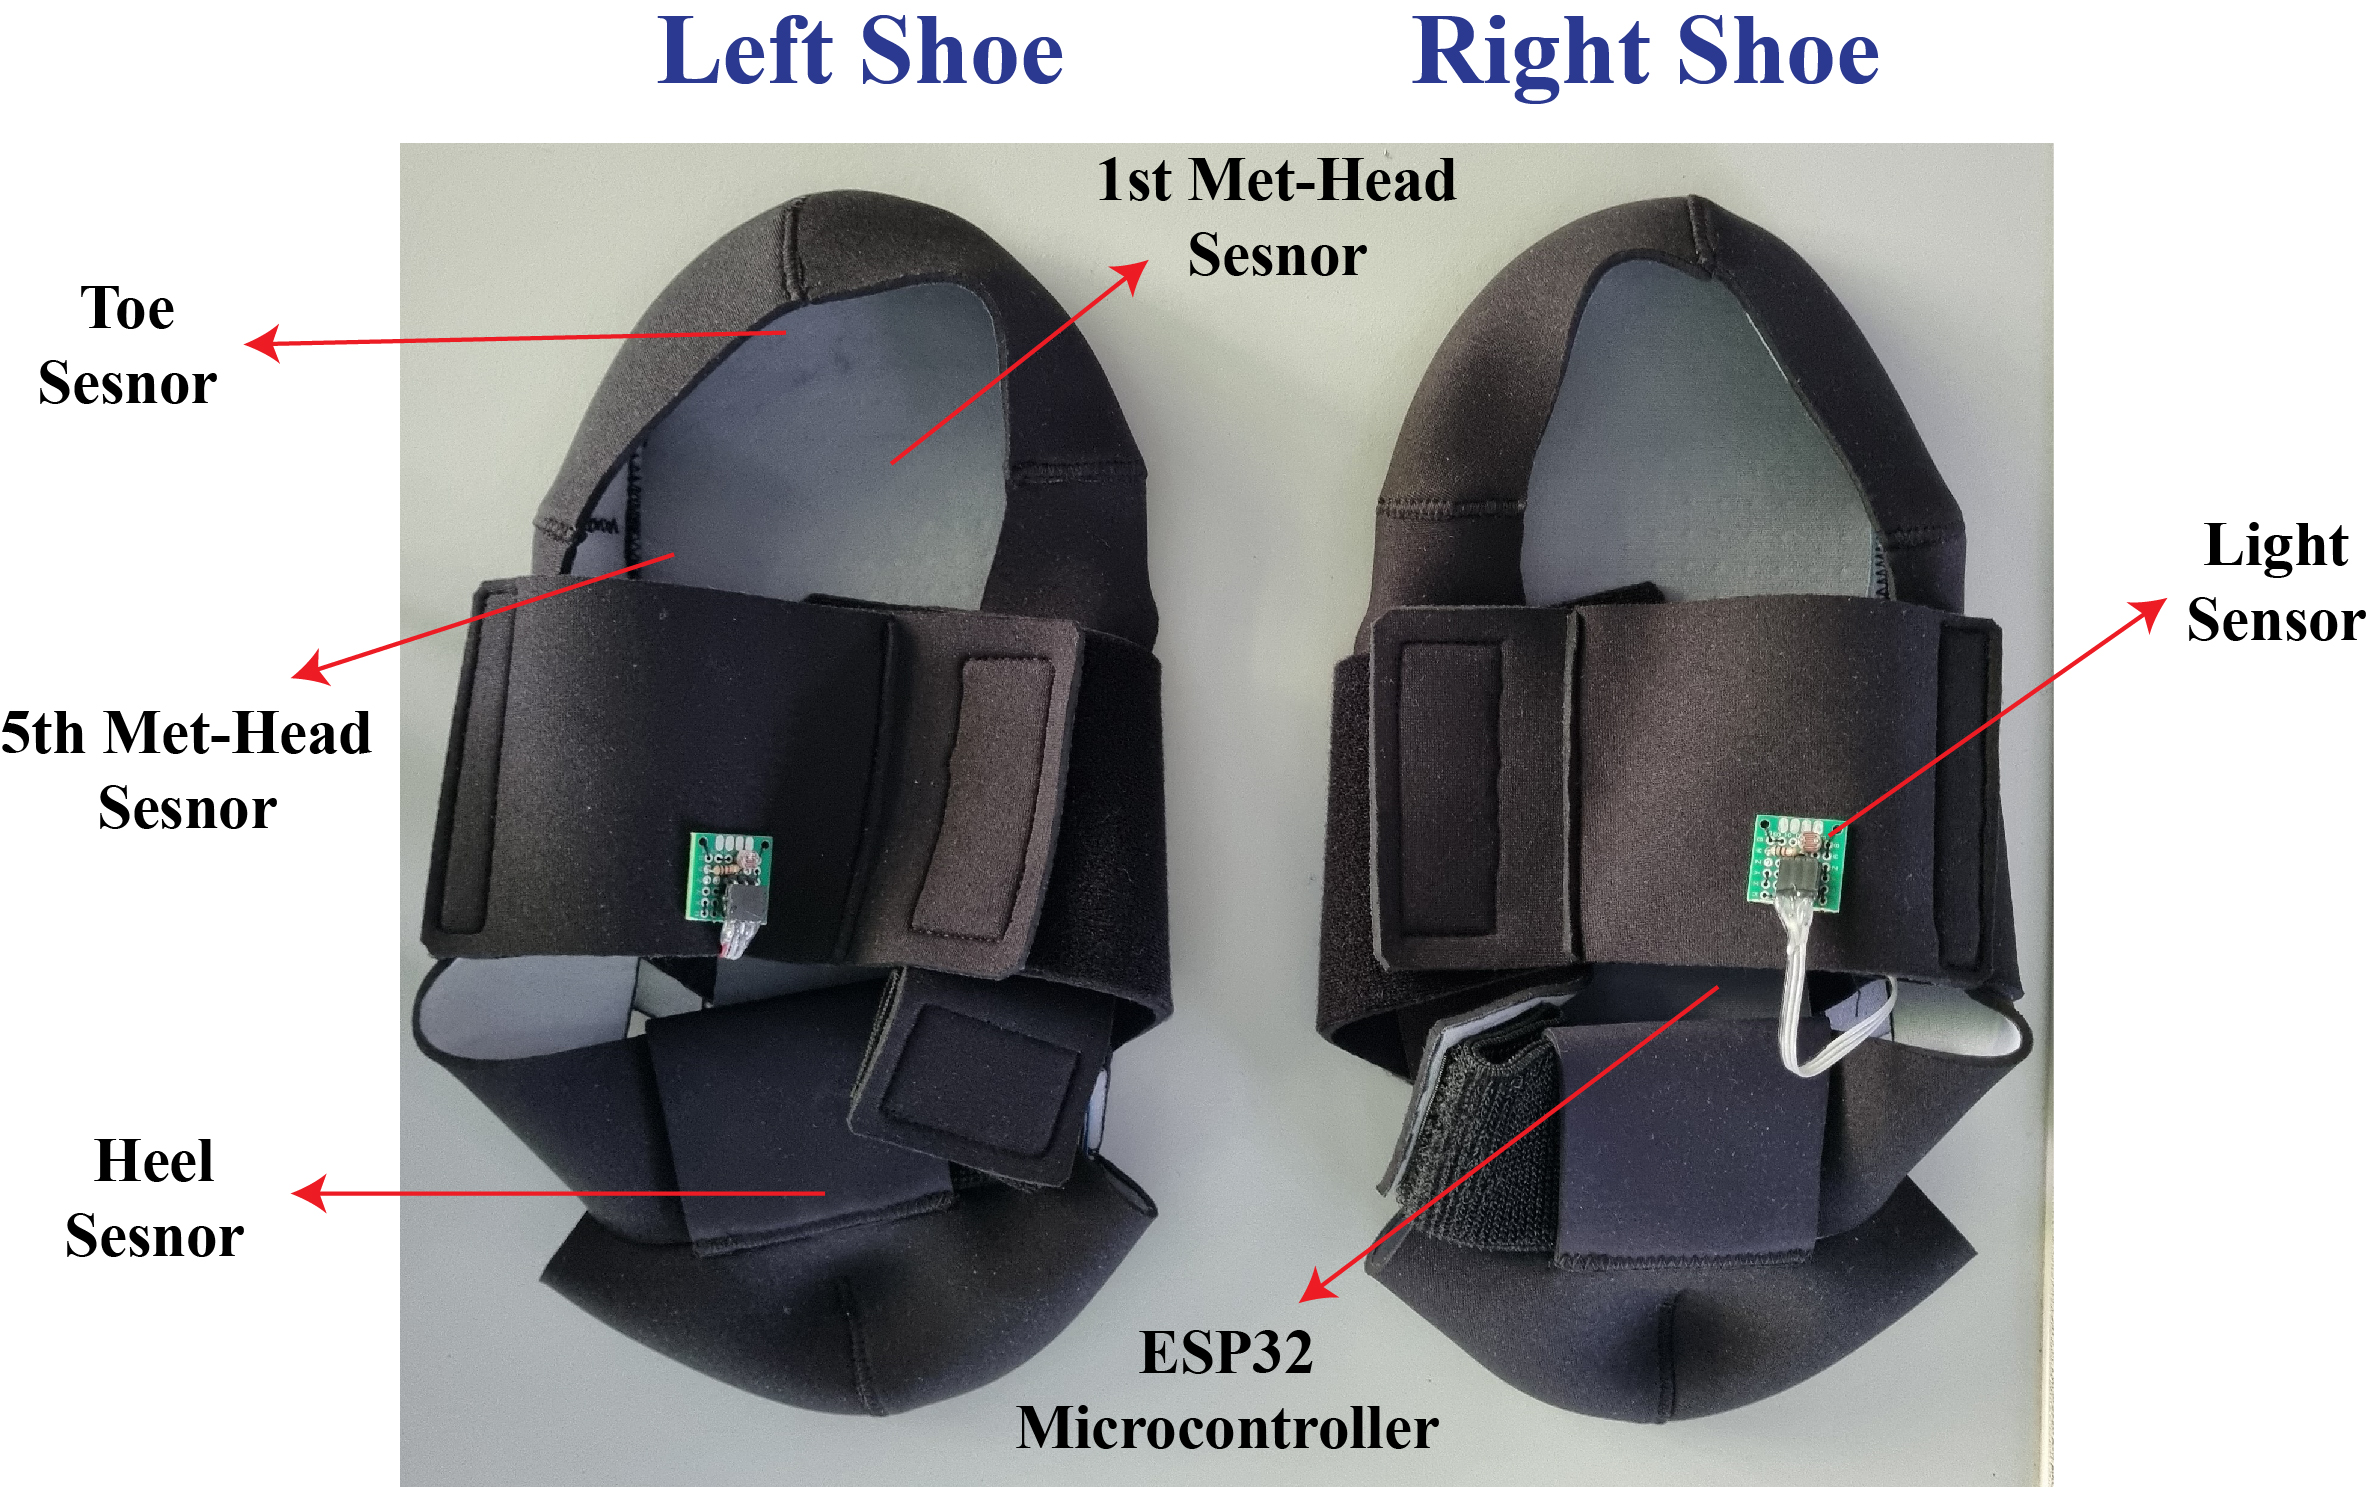 Left Shoe
Right Shoe
1st Met-Head
Sesnor
Toe
Sesnor
Light
Sensor
5th Met-Head
Sesnor
Heel
Sesnor
ESP32
Microcontroller